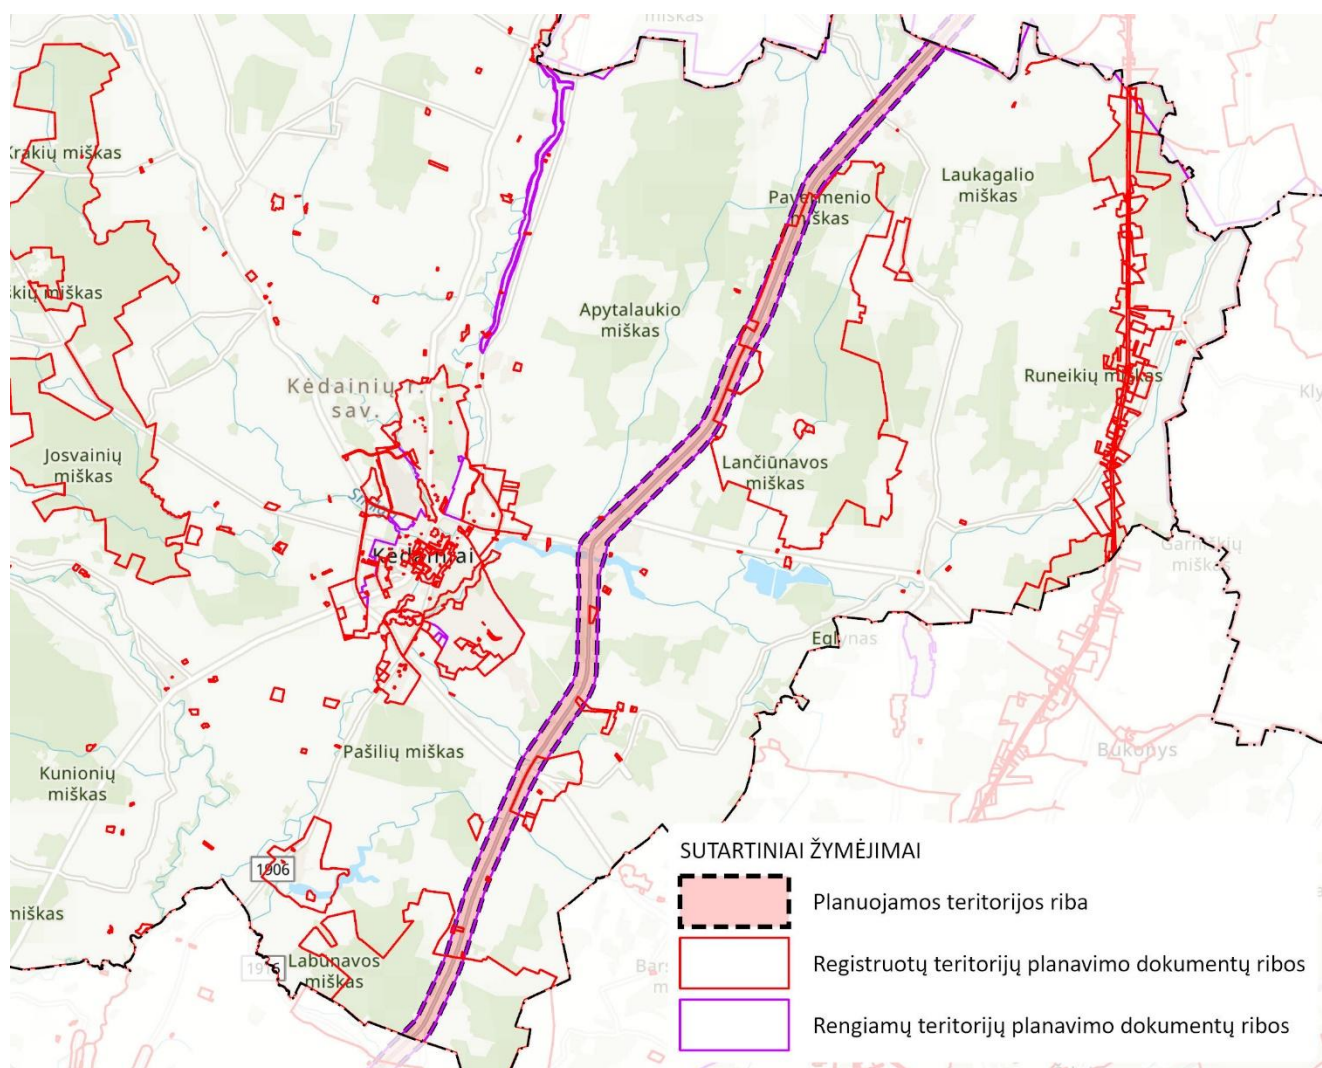 miškas
Krakių miškas
Laukagalio
miškas
miškas
škių miškas
Apytalaukio
miškas
Kėdainių r.
sav.
Runeikių miškas
Josvainių
miškas
Lančiūnavos
miškas
Kėdainiai
miškas
Eglynas
Pašilių miškas
Bukonys
Kunionių
miškas
1906
miškas
Labūnavos
miškas
SUTARTINIAI ŽYMĖJIMAI
Planuojamos teritorijos riba
Registruotų teritorijų planavimo dokumentų ribos
Rengiamų teritorijų planavimo dokumentų ribos